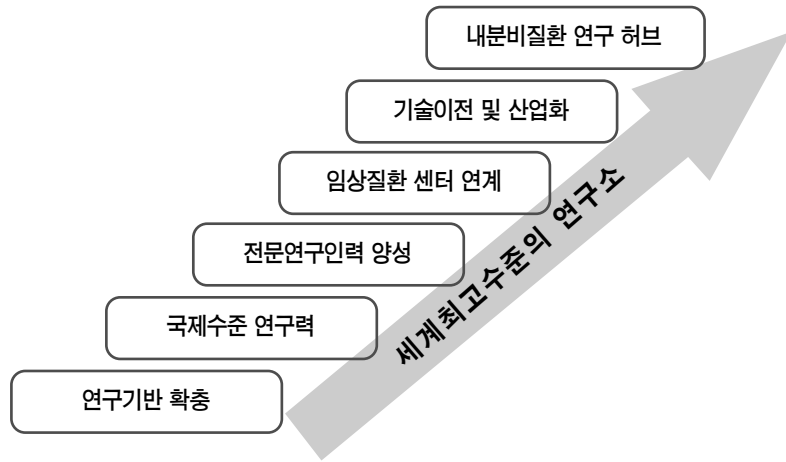 내분비질환 연구 허브
기술이전 및 산업화
임상질환 센터 연계
전문연구인력 양성
국제수준 연구력
연구기반 확충
세계최고수준의 연구소